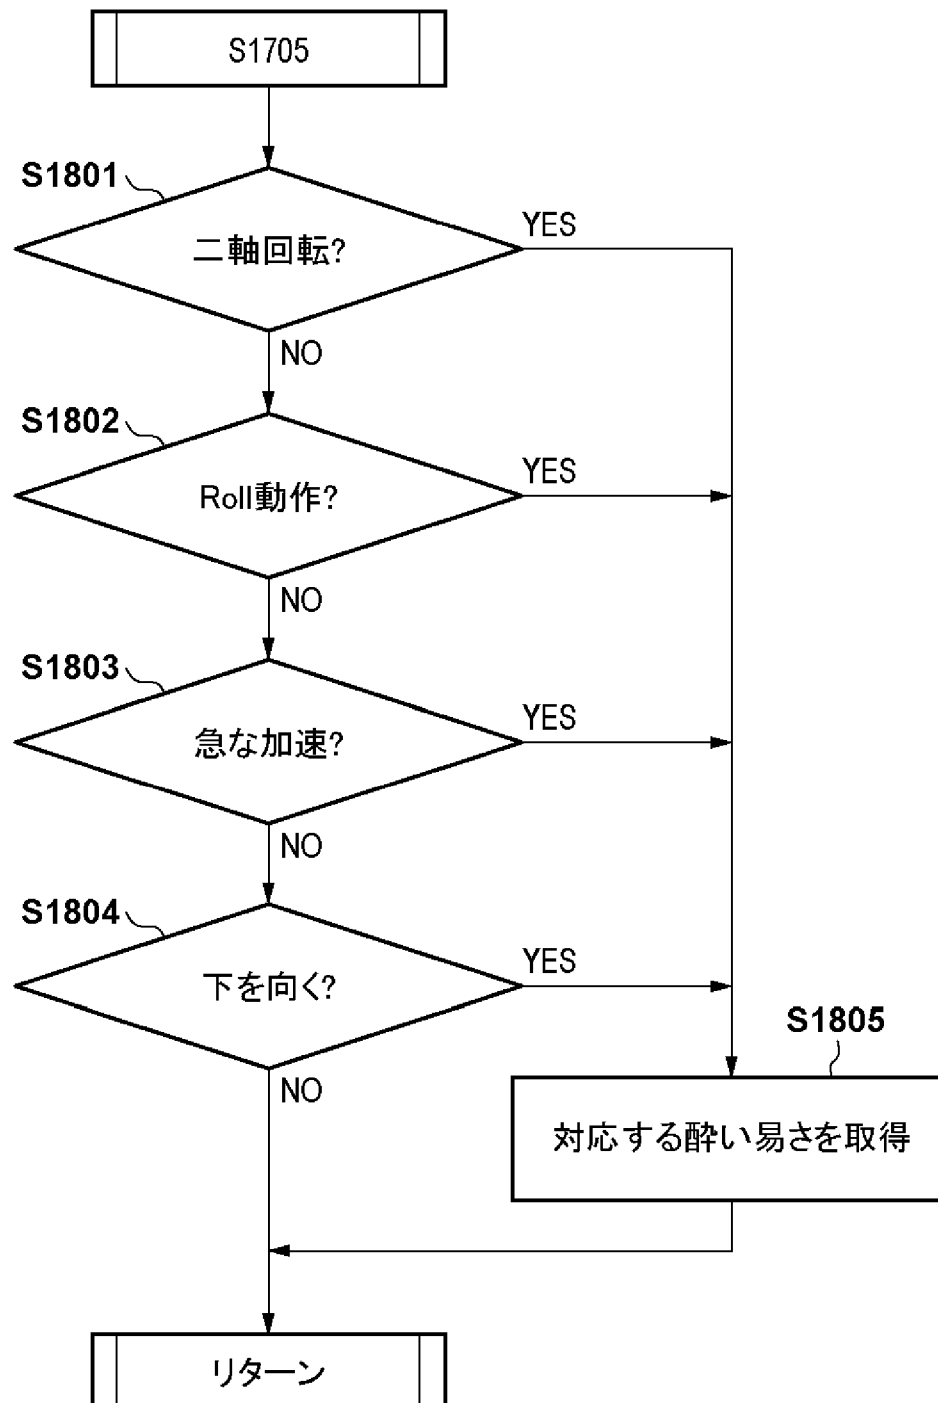 S1705
S1801
二軸回転?
YES
NO
S1802
Roll動作?
YES
NO
S1803
急な加速?
YES
NO
S1804
下を向く?
YES
NO
S1805
対応する酔い易さを取得
リターン